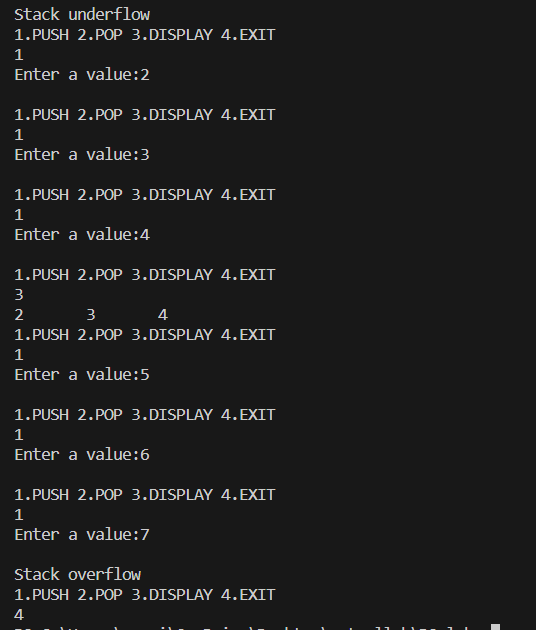 Stack underflow
1.PUSH 2.POP 3.DISPLAY 4.EXIT
1
Enter a value:2
1.PUSH 2.POP 3.DISPLAY 4.EXIT
1
Enter a value:3
1.PUSH 2.POP 3.DISPLAY 4.EXIT
1
Enter a value:4
1.PUSH 2.POP 3.DISPLAY 4.EXIT
3
2 3 4
1.PUSH 2.POP 3.DISPLAY 4.EXIT
1
Enter a value:5
1.PUSH 2.POP 3.DISPLAY 4.EXIT
1
Enter a value:6
1.PUSH 2.POP 3.DISPLAY 4.EXIT
1
Enter a value:7
Stack overflow
1.PUSH 2.POP 3.DISPLAY 4.EXIT
4